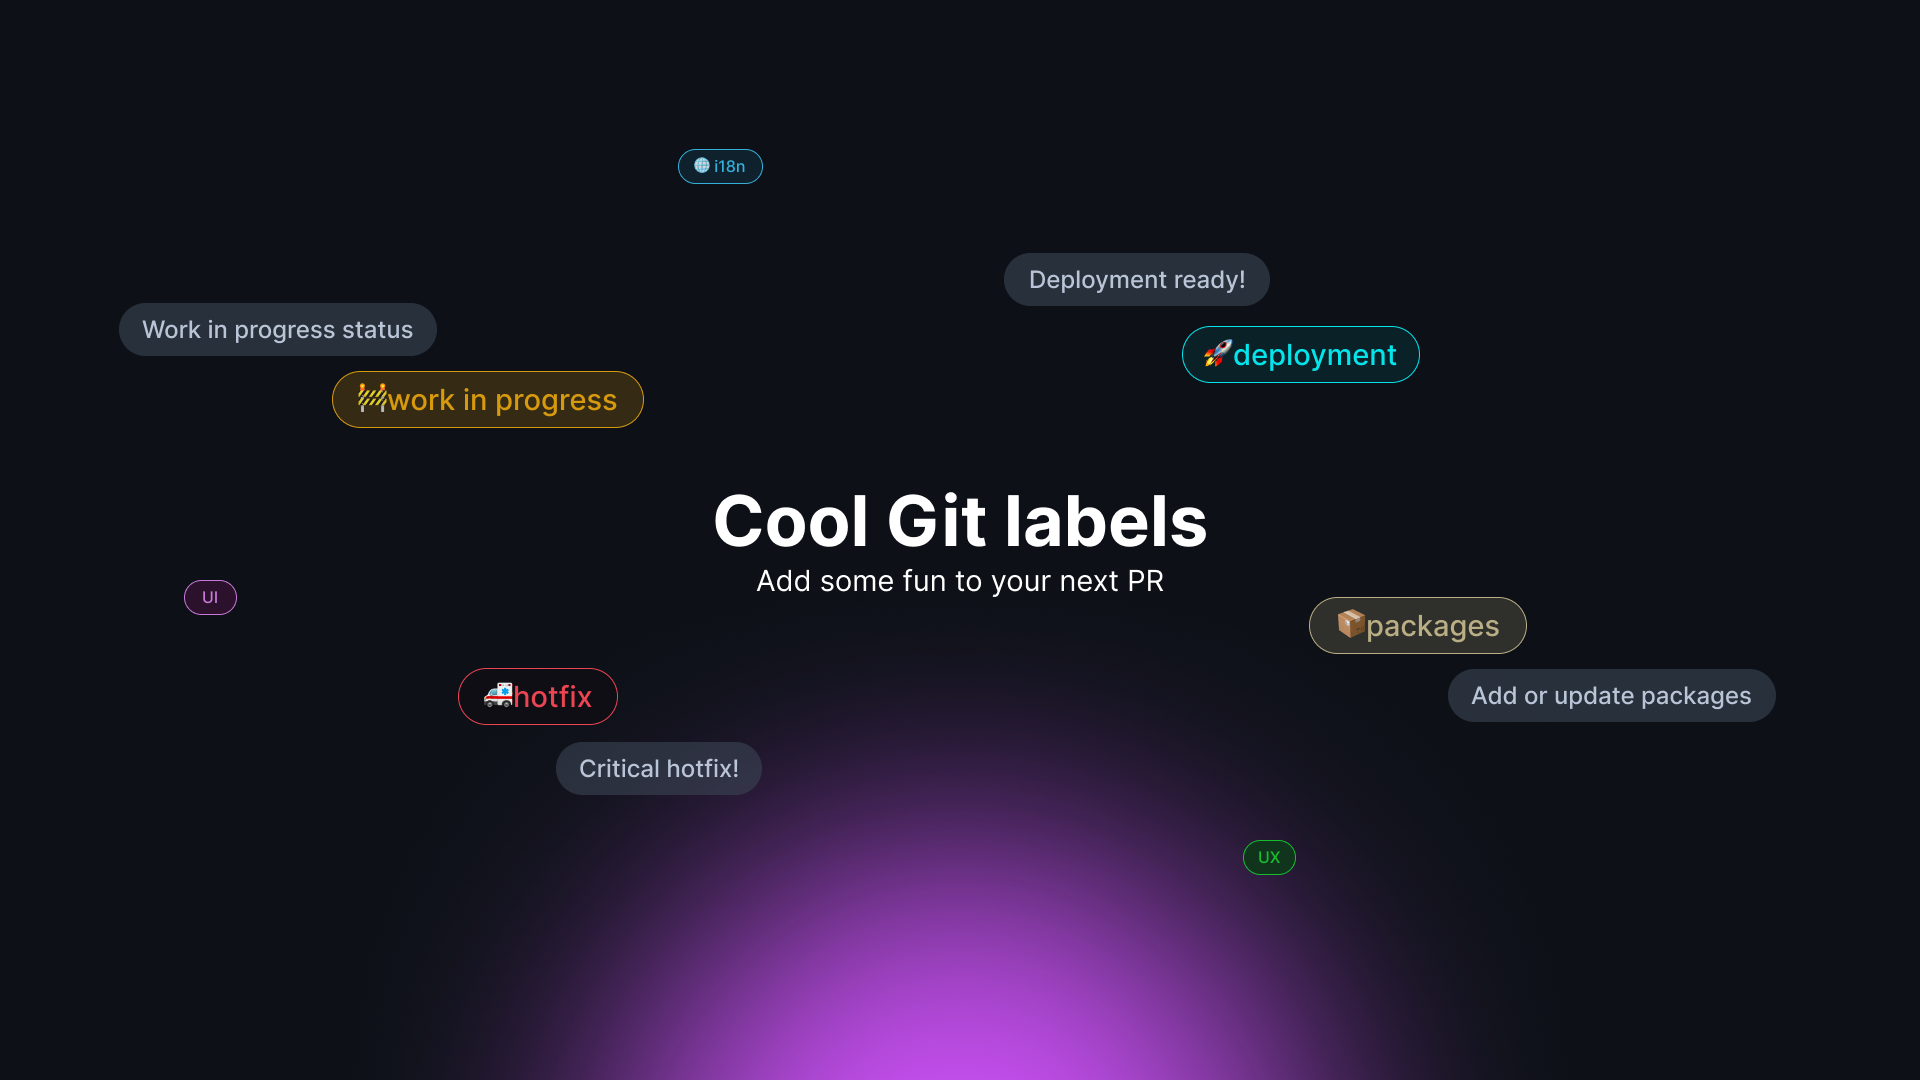 🌐 i18n
Deployment ready!
Work in progress status
🚀deployment
🚧work in progress
Cool Git labels
Add some fun to your next PR
UI
📦packages
🚑hotfix
Add or update packages
Critical hotfix!
UX